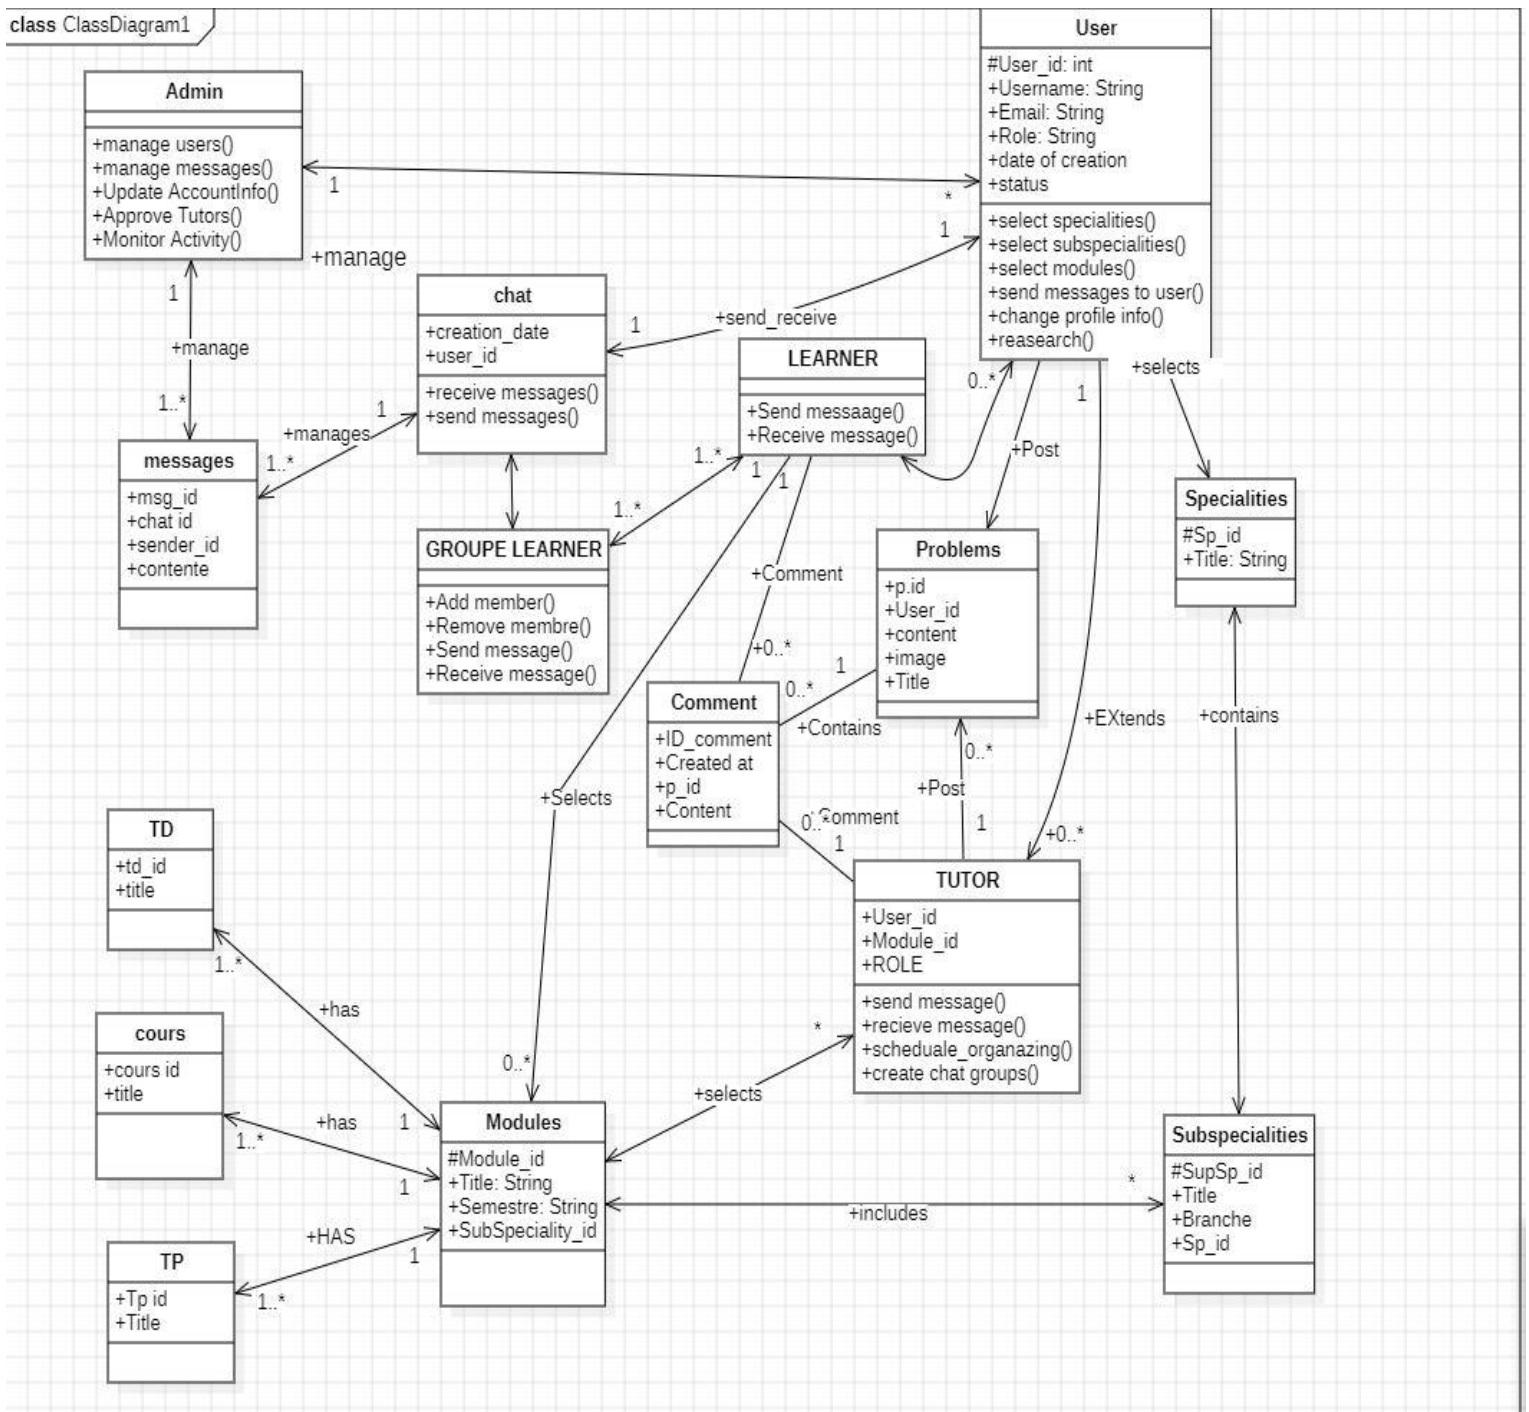 class ClassDiagram1
User
#User_id: int
+Username: String
+Email: String
+Role: String
+date of creation
+status
+select specialities()
+select subspecialities()
+select modules()
+send messages to user()
+change profile info()
+reasearch()
Admin
+manage users()
+manage messages()
+Update AccountInfo()
+Approve Tutors()
+Monitor Activity()
1
*
1
+manage
1
+manage
1..*
chat
+creation_date
+user_id
+receive messages()
+send messages()
1
+send_receive
LEARNER
+Send messaage()
+Receive message()
0..*
1
+selects
+Post
messages
+msg_id
+chat id
+sender_id
+contente
1
+manages
1..*
1..*
1
1
1..*
GROUPE LEARNER
+Add member()
+Remove membre()
+Send message()
+Receive message()
Specialities
#Sp_id
+Title: String
Problems
+p.id
+User_id
+content
+image
+Title
+Comment
+0..*
1
0..*
+Contains
Comment
+ID_comment
+Created at
+p_id
+Content
+EXtends
+contains
0..*
+Post
1
+0..*
+Selects
0..*
Comment
1
TD
+td_id
+title
1..*
+has
TUTOR
+User_id
+Module_id
+ROLE
+send message()
+recieve message()
+scheduale_organazing()
+create chat groups()
cours
+cours id
+title
+has
1..*
1
1
0..*
*
+selects
Modules
#Module_id
+Title: String
+Semestre: String
+SubSpeciality_id
Subspecialities
#SupSp_id
+Title
+Branche
+Sp_id
*
+includes
TP
+Tp id
+Title
+HAS
1
1..*